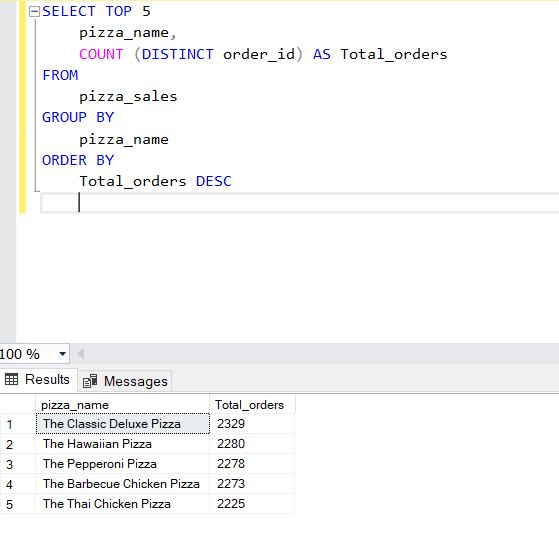 SELECT TOP 5
pizza_name,
COUNT (DISTINCT order_id) AS Total_orders
FROM
pizza_sales
GROUP BY
pizza_name
ORDER BY
Total_orders DESC
100 %
Results Messages
pizza_name Total_orders
1 The Classic Deluxe Pizza 2329
2 The Hawaiian Pizza 2280
3 The Pepperoni Pizza 2278
4 The Barbecue Chicken Pizza 2273
5 The Thai Chicken Pizza 2225